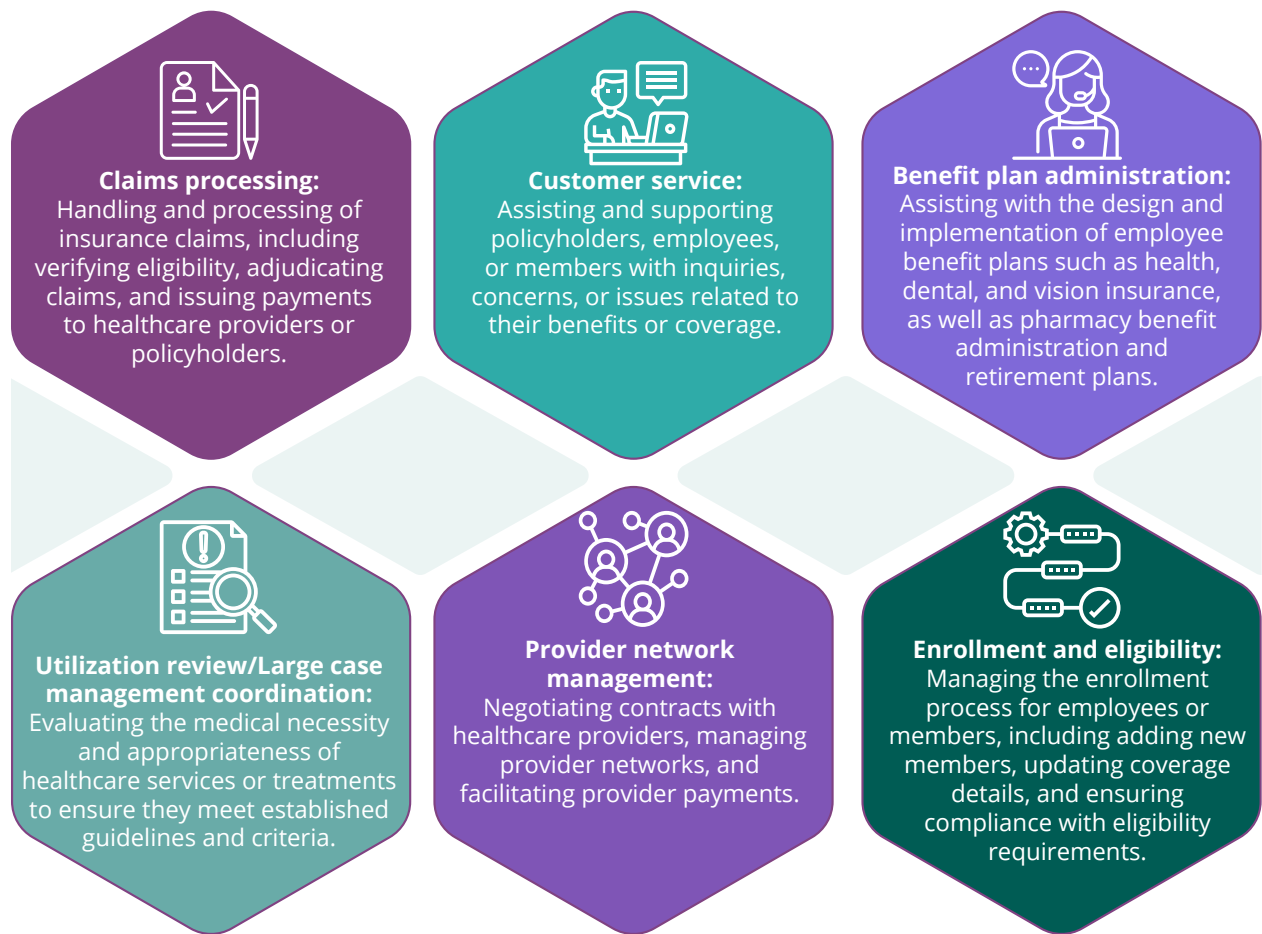 Claims processing:
Handling and processing of
insurance claims, including
verifying eligibility, adjudicating
claims, and issuing payments
to healthcare providers or
policyholders.
Customer service:
Assisting and supporting
policyholders, employees,
or members with inquiries,
concerns, or issues related to
their benefits or coverage.
Benefit plan administration:
Assisting with the design and
implementation of employee
benefit plans such as health,
dental, and vision insurance,
as well as pharmacy benefit
administration and
retirement plans.
Utilization review/Large case
management coordination:
Evaluating the medical necessity
and appropriateness of
healthcare services or treatments
to ensure they meet established
guidelines and criteria.
Provider network
management:
Negotiating contracts with
healthcare providers, managing
provider networks, and
facilitating provider payments.
Enrollment and eligibility:
Managing the enrollment
process for employees or
members, including adding new
members, updating coverage
details, and ensuring
compliance with eligibility
requirements.